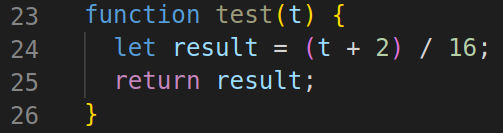 23 function test(t) {
24   let result = (t + 2) / 16;
25   return result;
26 }